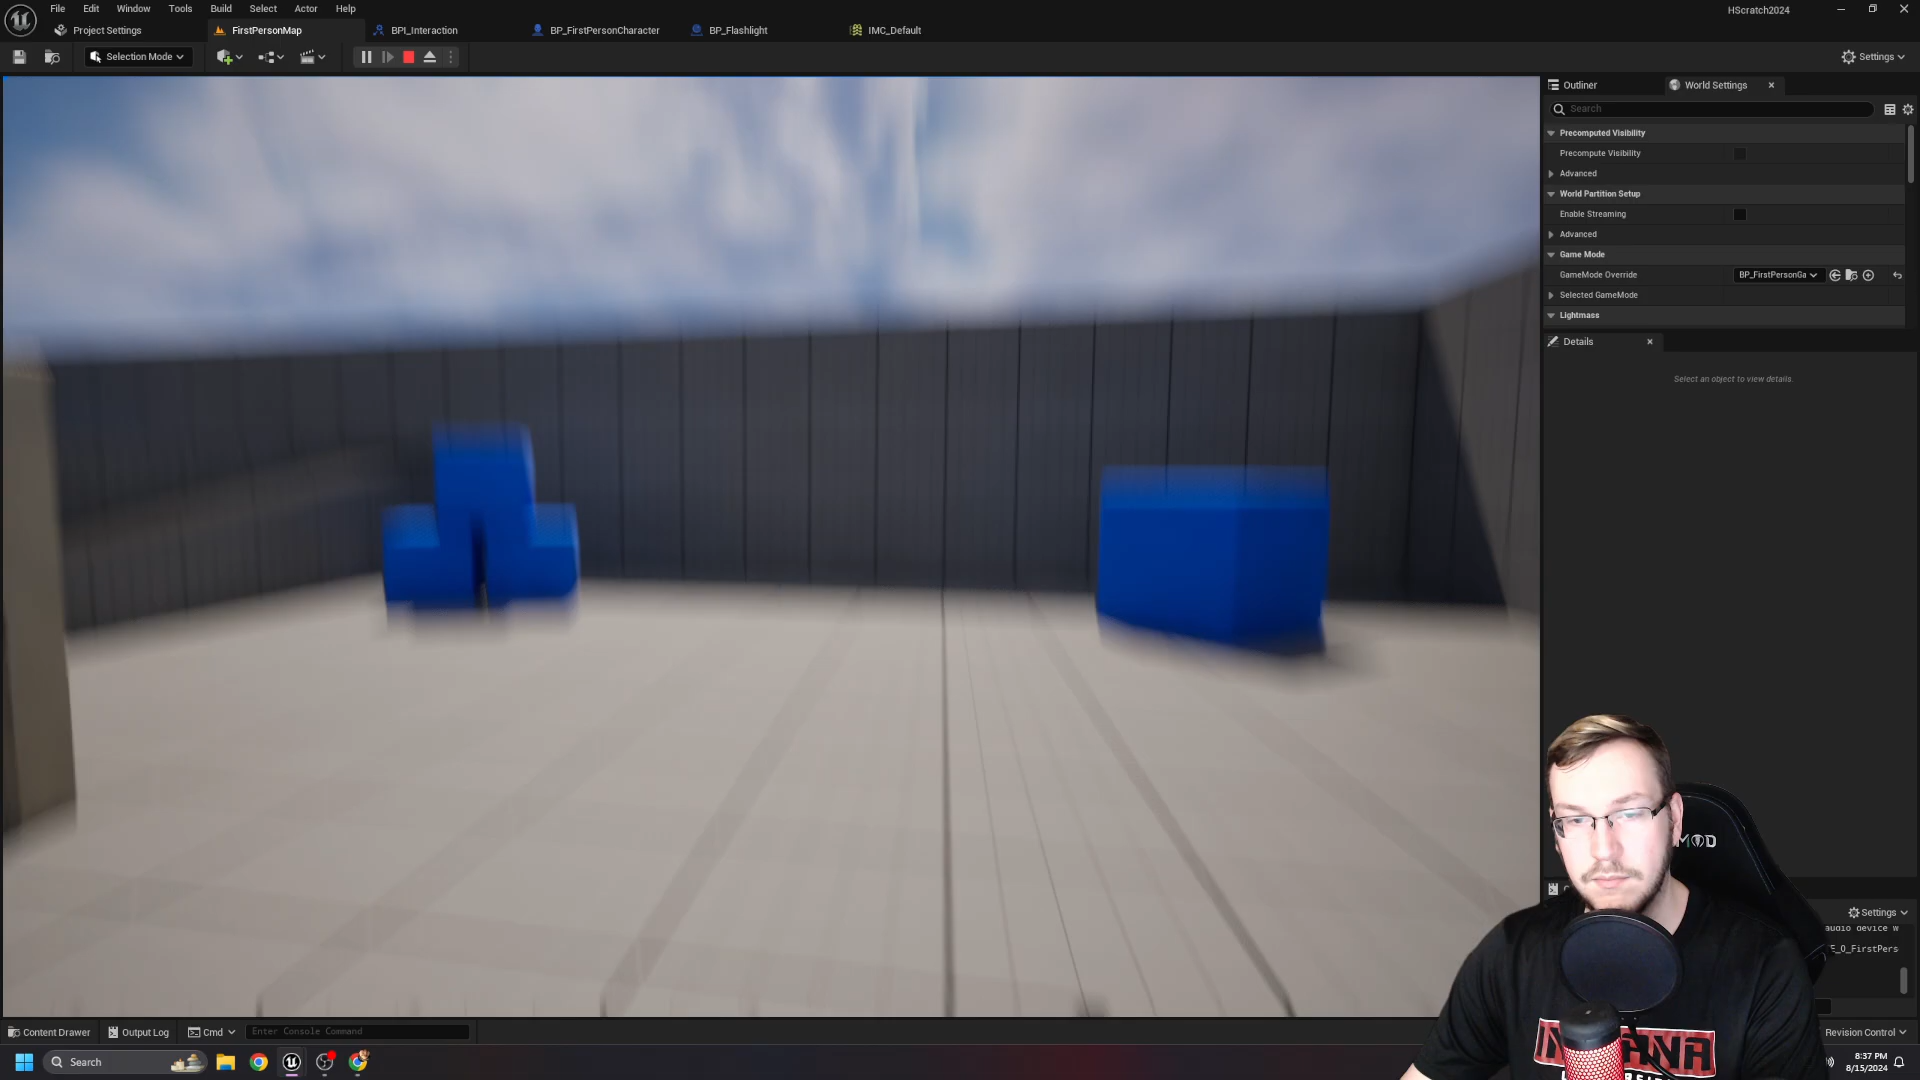 File Edit Window Tools Build Select Actor Help
HScratch2024
Project Settings FirstPersonMap BPI_Interaction BP_FirstPersonCharacter BP_Flashlight IMC_Default
Selection Mode
Settings
Outliner World Settings
Search
Precomputed Visibility
Precompute Visibility
Advanced
World Partition Setup
Enable Streaming
Advanced
Game Mode
GameMode Override BP_FirstPersonGa
Selected GameMode
Lightmass
Details
Select an object to view details.
Settings
audio device w
E_0_FirstPers
Content Drawer Output Log Cmd Enter Console Command
Revision Control
Search
8:37 PM
8/15/2024